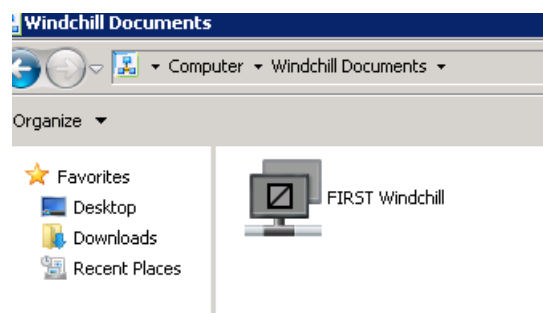 Windchill Documents
Computer Windchill Documents
Organize
Favorites
Desktop
Downloads
Recent Places
FIRST Windchill